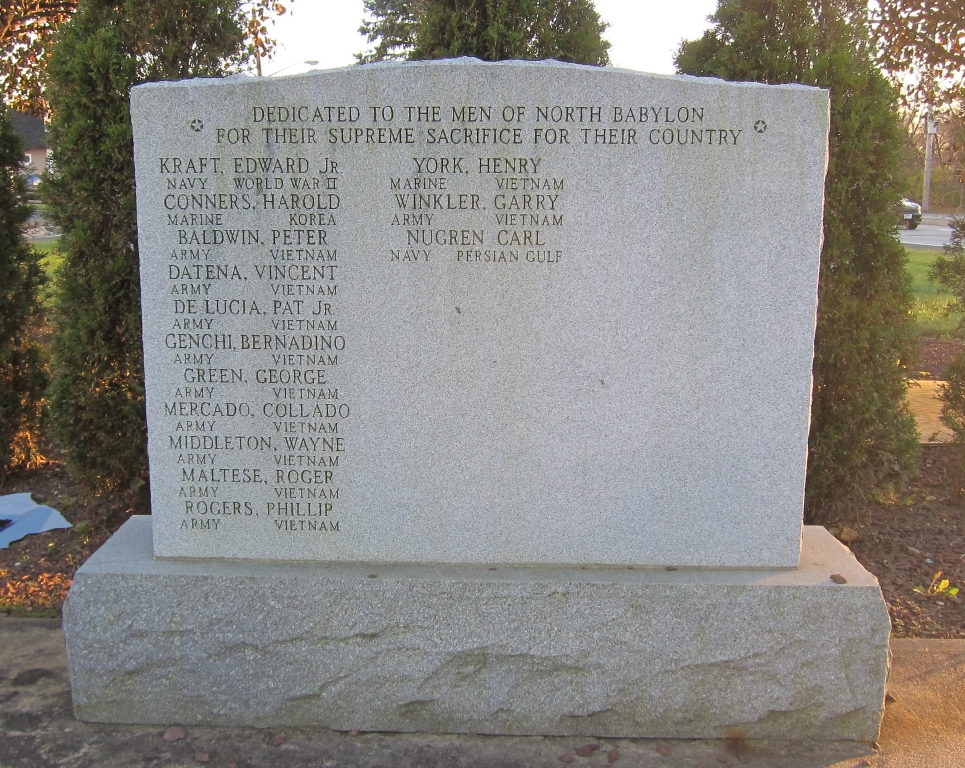 DEDICATED TO THE MEN OF NORTH BABYLON
FOR THEIR SUPREME SACRIFICE FOR THEIR COUNTRY
KRAFT, EDWARD Jr.
NAVY WORLD WAR II
CONNERS, HAROLD
MARINE KOREA
BALDWIN, PETER
ARMY VIETNAM
DATENA, VINCENT
ARMY VIETNAM
DE LUCIA, PAT Jr.
ARMY VIETNAM
GENCHI, BERNADINO
ARMY VIETNAM
GREEN, GEORGE
ARMY VIETNAM
MERCADO, COLLADO
ARMY VIETNAM
MIDDLETON, WAYNE
ARMY VIETNAM
MALTESE, ROGER
ARMY VIETNAM
ROGERS, PHILLIP
ARMY VIETNAM
YORK, HENRY
MARINE VIETNAM
WINKLER, GARRY
ARMY VIETNAM
NUGREN CARL
NAVY PERSIAN GULF